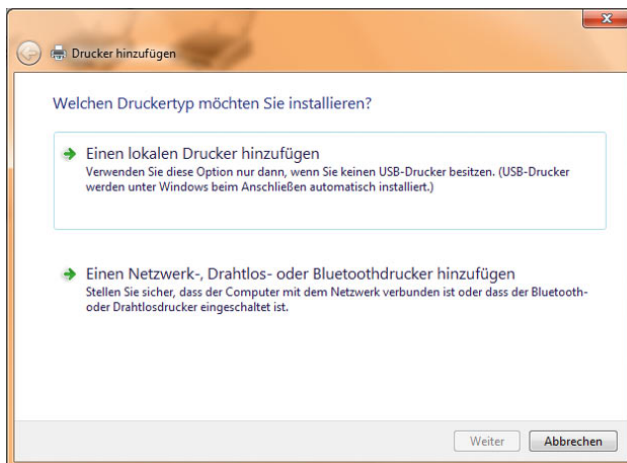 Drucker hinzufügen
Welchen Druckertyp möchten Sie installieren?
Einen lokalen Drucker hinzufügen
Verwenden Sie diese Option nur dann, wenn Sie keinen USB-Drucker besitzen. (USB-Drucker
werden unter Windows beim Anschließen automatisch installiert.)
Einen Netzwerk-, Drahtlos- oder Bluetoothdrucker hinzufügen
Stellen Sie sicher, dass der Computer mit dem Netzwerk verbunden ist oder dass der Bluetooth-
oder Drahtlosdrucker eingeschaltet ist.
Weiter Abbrechen